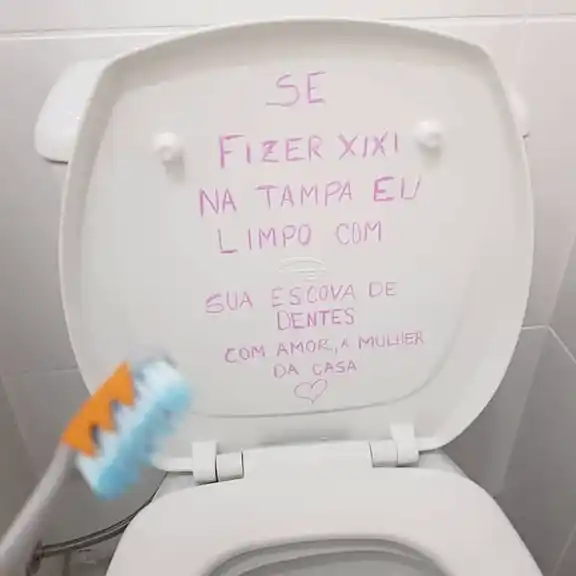 SE
FIZER XIXI
NA TAMPA EU
LIMPO COM
SUA ESCOVA DE
DENTES
COM AMOR, A MULHER
DA CASA